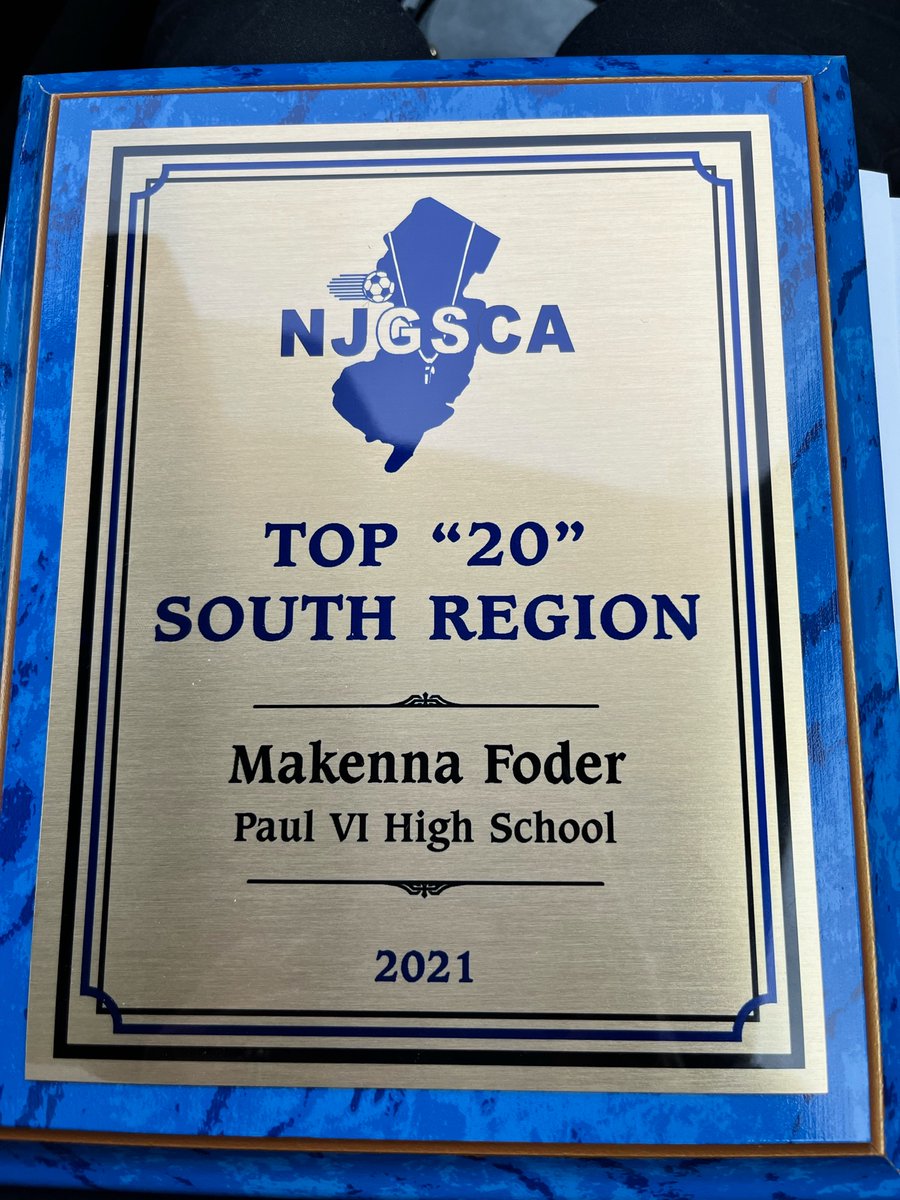 NJGSCA
TOP “20”
SOUTH REGION
Makenna Foder
Paul VI High School
2021